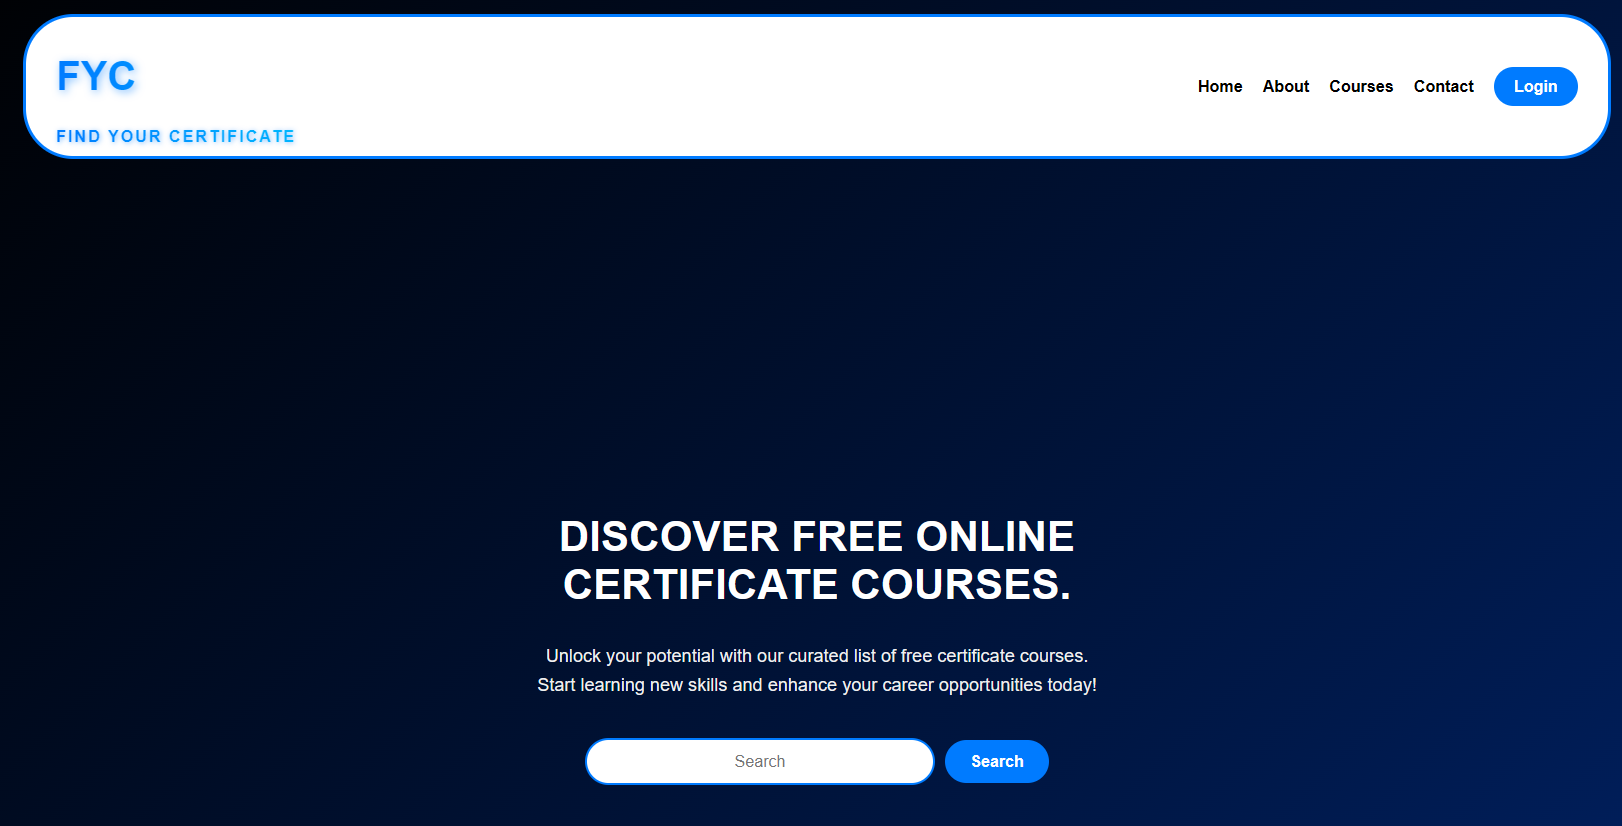 FYC
FIND YOUR CERTIFICATE
Home About Courses Contact Login
DISCOVER FREE ONLINE
CERTIFICATE COURSES.
Unlock your potential with our curated list of free certificate courses.
Start learning new skills and enhance your career opportunities today!
Search Search